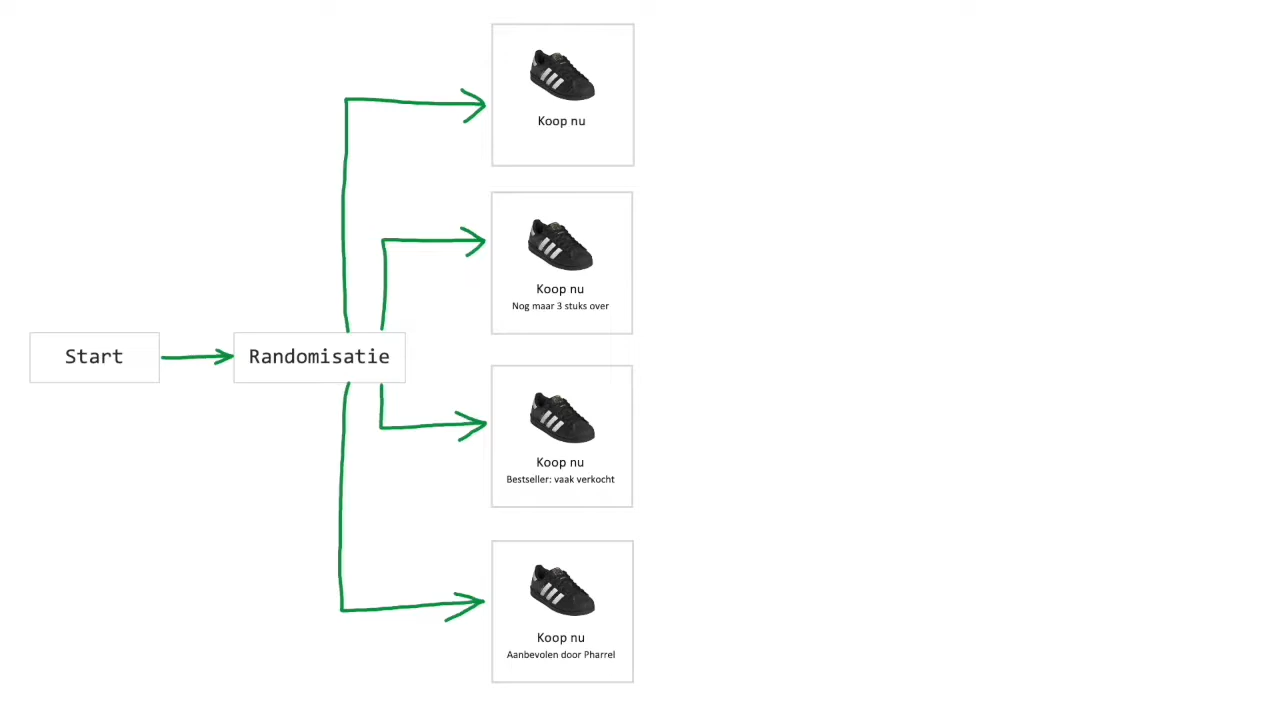 Start
Randomisatie
Koop nu
Koop nu
Nog maar 3 stuks over
Koop nu
Bestseller: vaak verkocht
Koop nu
Aanbevolen door Pharrel